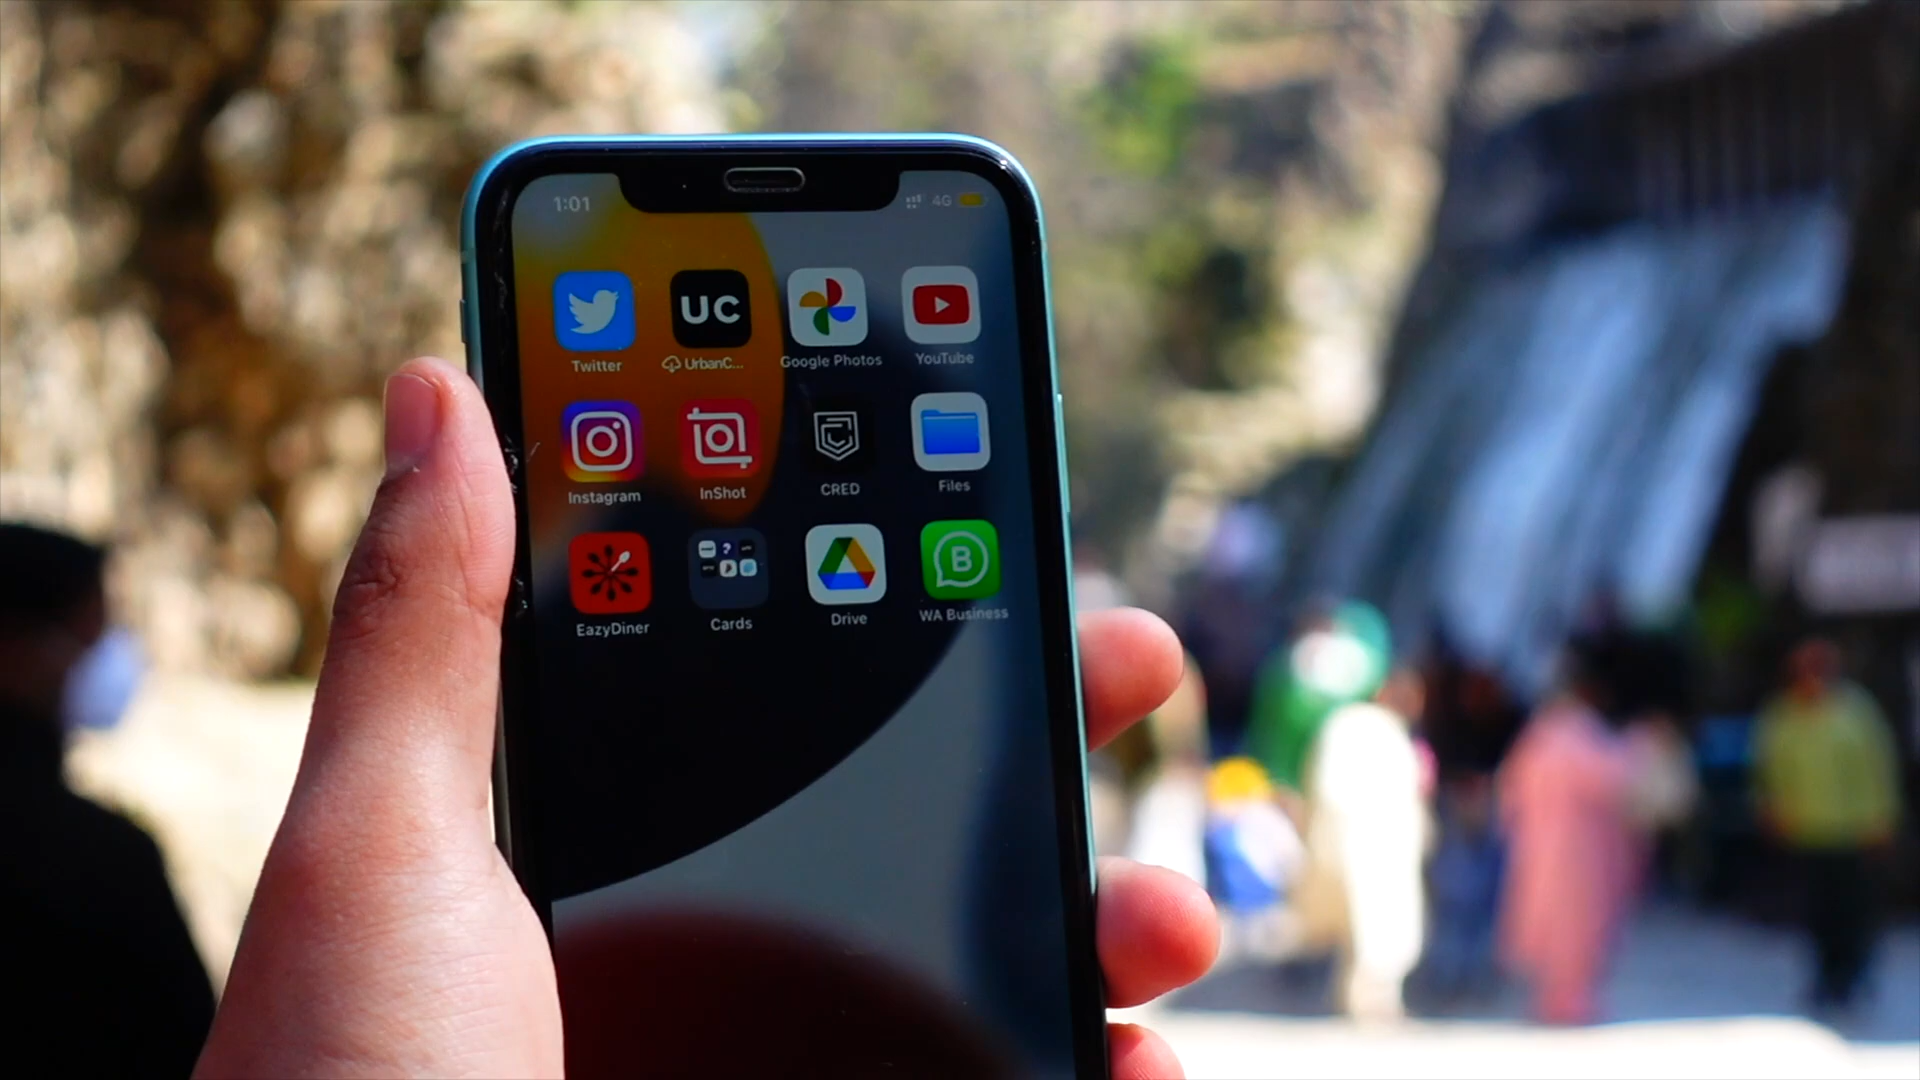 1:01 4G
UC
Twitter UrbanC... Google Photos YouTube
Instagram InShot CRED Files
B
EazyDiner Cards Drive WA Business